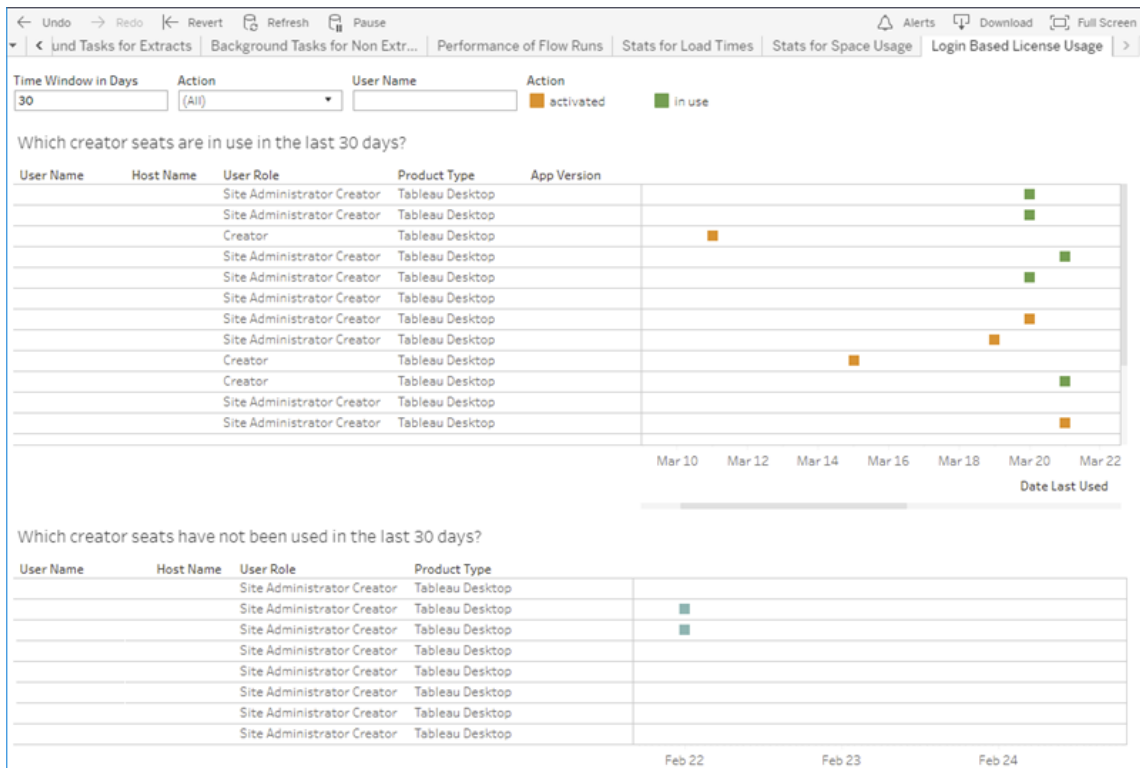 Undo Redo Revert Refresh Pause Alerts Download Full Screen
und Tasks for Extracts Background Tasks for Non Extr... Performance of Flow Runs Stats for Load Times Stats for Space Usage Login Based License Usage
Time Window in Days Action User Name Action
30 (All) activated in use
Which creator seats are in use in the last 30 days?
User Name Host Name User Role Product Type App Version
Site Administrator Creator Tableau Desktop
Site Administrator Creator Tableau Desktop
Creator Tableau Desktop
Site Administrator Creator Tableau Desktop
Site Administrator Creator Tableau Desktop
Site Administrator Creator Tableau Desktop
Site Administrator Creator Tableau Desktop
Site Administrator Creator Tableau Desktop
Creator Tableau Desktop
Creator Tableau Desktop
Site Administrator Creator Tableau Desktop
Site Administrator Creator Tableau Desktop
Mar 10 Mar 12 Mar 14 Mar 16 Mar 18 Mar 20 Mar 22
Date Last Used
Which creator seats have not been used in the last 30 days?
User Name Host Name User Role Product Type
Site Administrator Creator Tableau Desktop
Site Administrator Creator Tableau Desktop
Site Administrator Creator Tableau Desktop
Site Administrator Creator Tableau Desktop
Site Administrator Creator Tableau Desktop
Site Administrator Creator Tableau Desktop
Site Administrator Creator Tableau Desktop
Site Administrator Creator Tableau Desktop
Feb 22 Feb 23 Feb 24